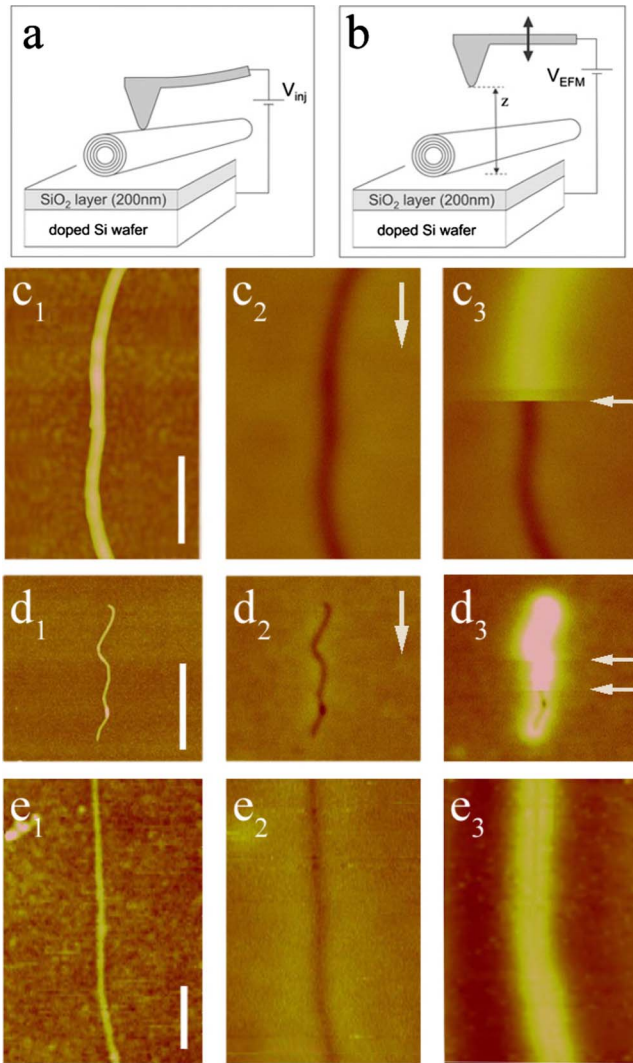 a
V_inj
SiO₂ layer (200nm)
doped Si wafer
b
V_EFM
z
SiO₂ layer (200nm)
doped Si wafer
c₁
c₂
c₃
d₁
d₂
d₃
e₁
e₂
e₃